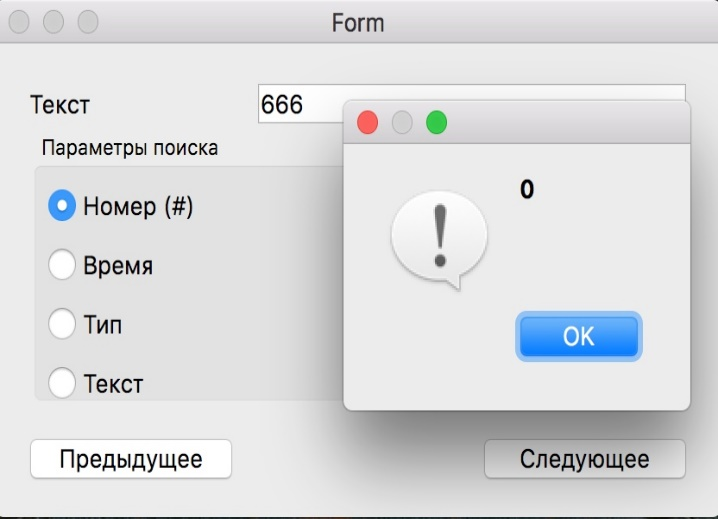 Form
Текст
666
Параметры поиска
Номер (#)
Время
Тип
Текст
0
OK
Предыдущее
Следующее